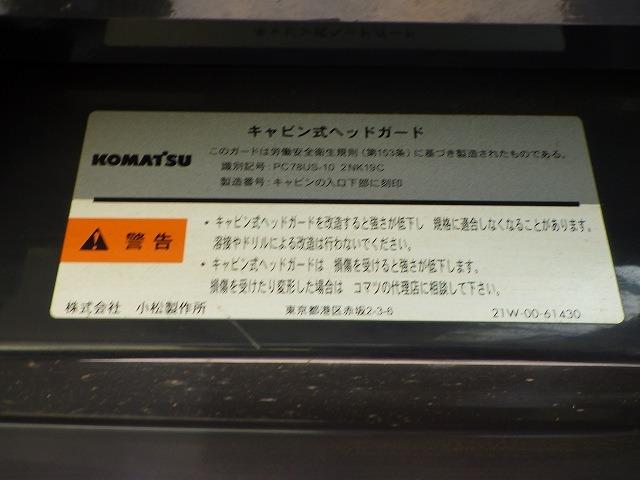 キャビン式ヘッドガード
KOMATSU
このガードは労働安全衛生規則(第153条)に基づき製造されたものである。
識別記号:PC78US-10 2NK19C
製造番号:キャビンの入口下部に刻印
警告
・キャビン式ヘッドガードを改造すると強さが低下し 規格に適合しなくなることがあります。
溶接やドリルによる改造は行わないでください。
・キャビン式ヘッドガードは 損傷を受けると強さが低下します。
損傷を受けたり変形した場合は コマツの代理店に相談して下さい。
株式会社 小松製作所
東京都港区赤坂2-3-6
21W-00-61430